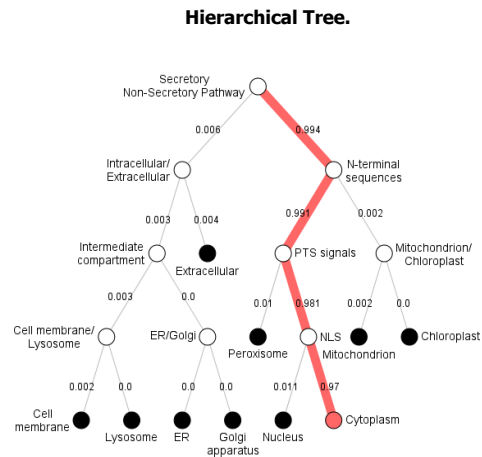 Hierarchical Tree.
Secretory
Non-Secretory Pathway
0.006
0.994
Intracellular/
Extracellular
N-terminal
sequences
0.003
0.004
0.991
0.002
Intermediate
compartment
Extracellular
PTS signals
Mitochondrion/
Chloroplast
0.003
0.0
0.01
0.981
0.002
0.0
Cell membrane/
Lysosome
ER/Golgi
Peroxisome
NLS
Mitochondrion
Chloroplast
0.002
0.0
0.0
0.0
0.011
0.97
Cell
membrane
Lysosome
ER
Golgi
apparatus
Nucleus
Cytoplasm